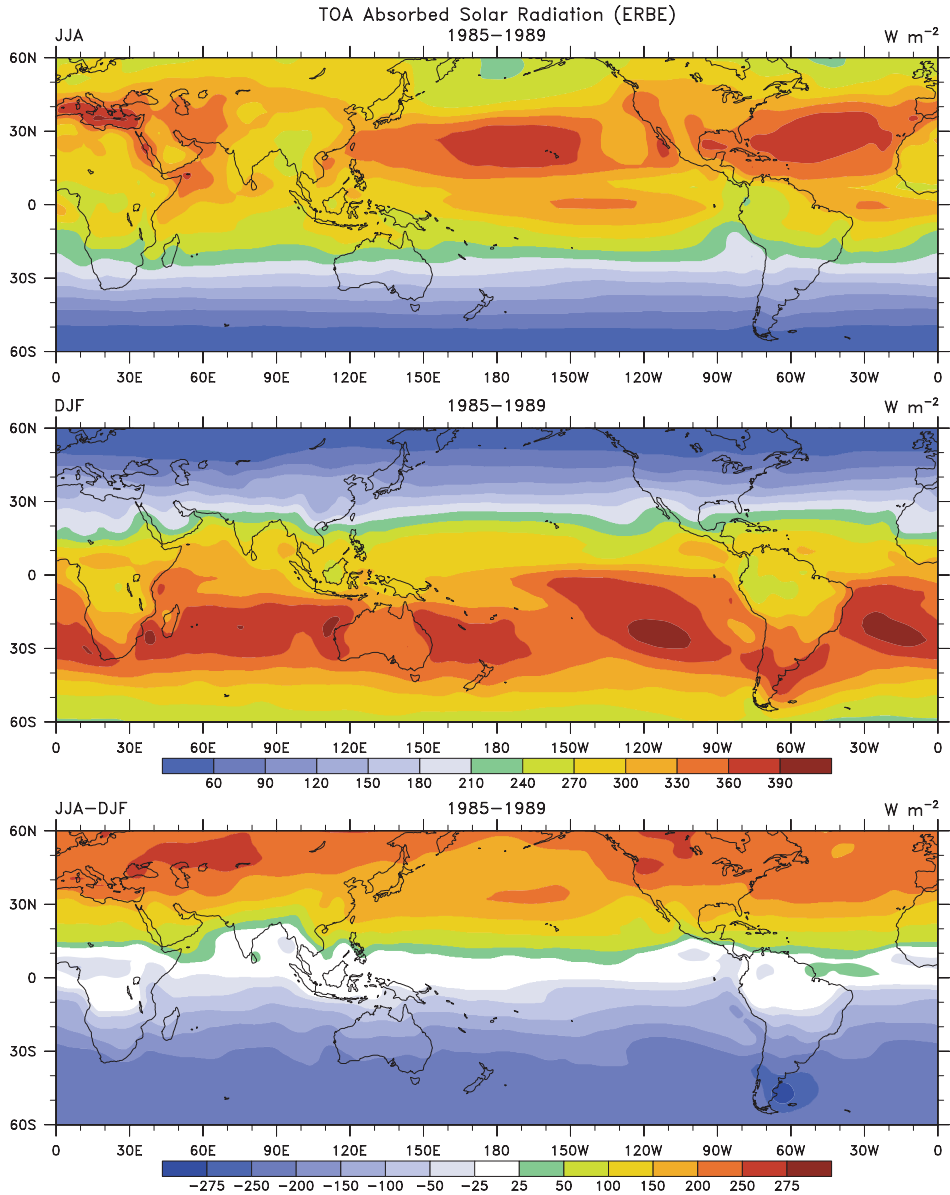 TOA Absorbed Solar Radiation (ERBE)
JJA 1985−1989 W m−2
60N
30N
0
30S
60S
0 30E 60E 90E 120E 150E 180 150W 120W 90W 60W 30W 0
DJF 1985−1989 W m−2
60N
30N
0
30S
60S
0 30E 60E 90E 120E 150E 180 150W 120W 90W 60W 30W 0
60 90 120 150 180 210 240 270 300 330 360 390
JJA−DJF 1985−1989 W m−2
60N
30N
0
30S
60S
0 30E 60E 90E 120E 150E 180 150W 120W 90W 60W 30W 0
−275 −250 −200 −150 −100 −50 −25 25 50 100 150 200 250 275